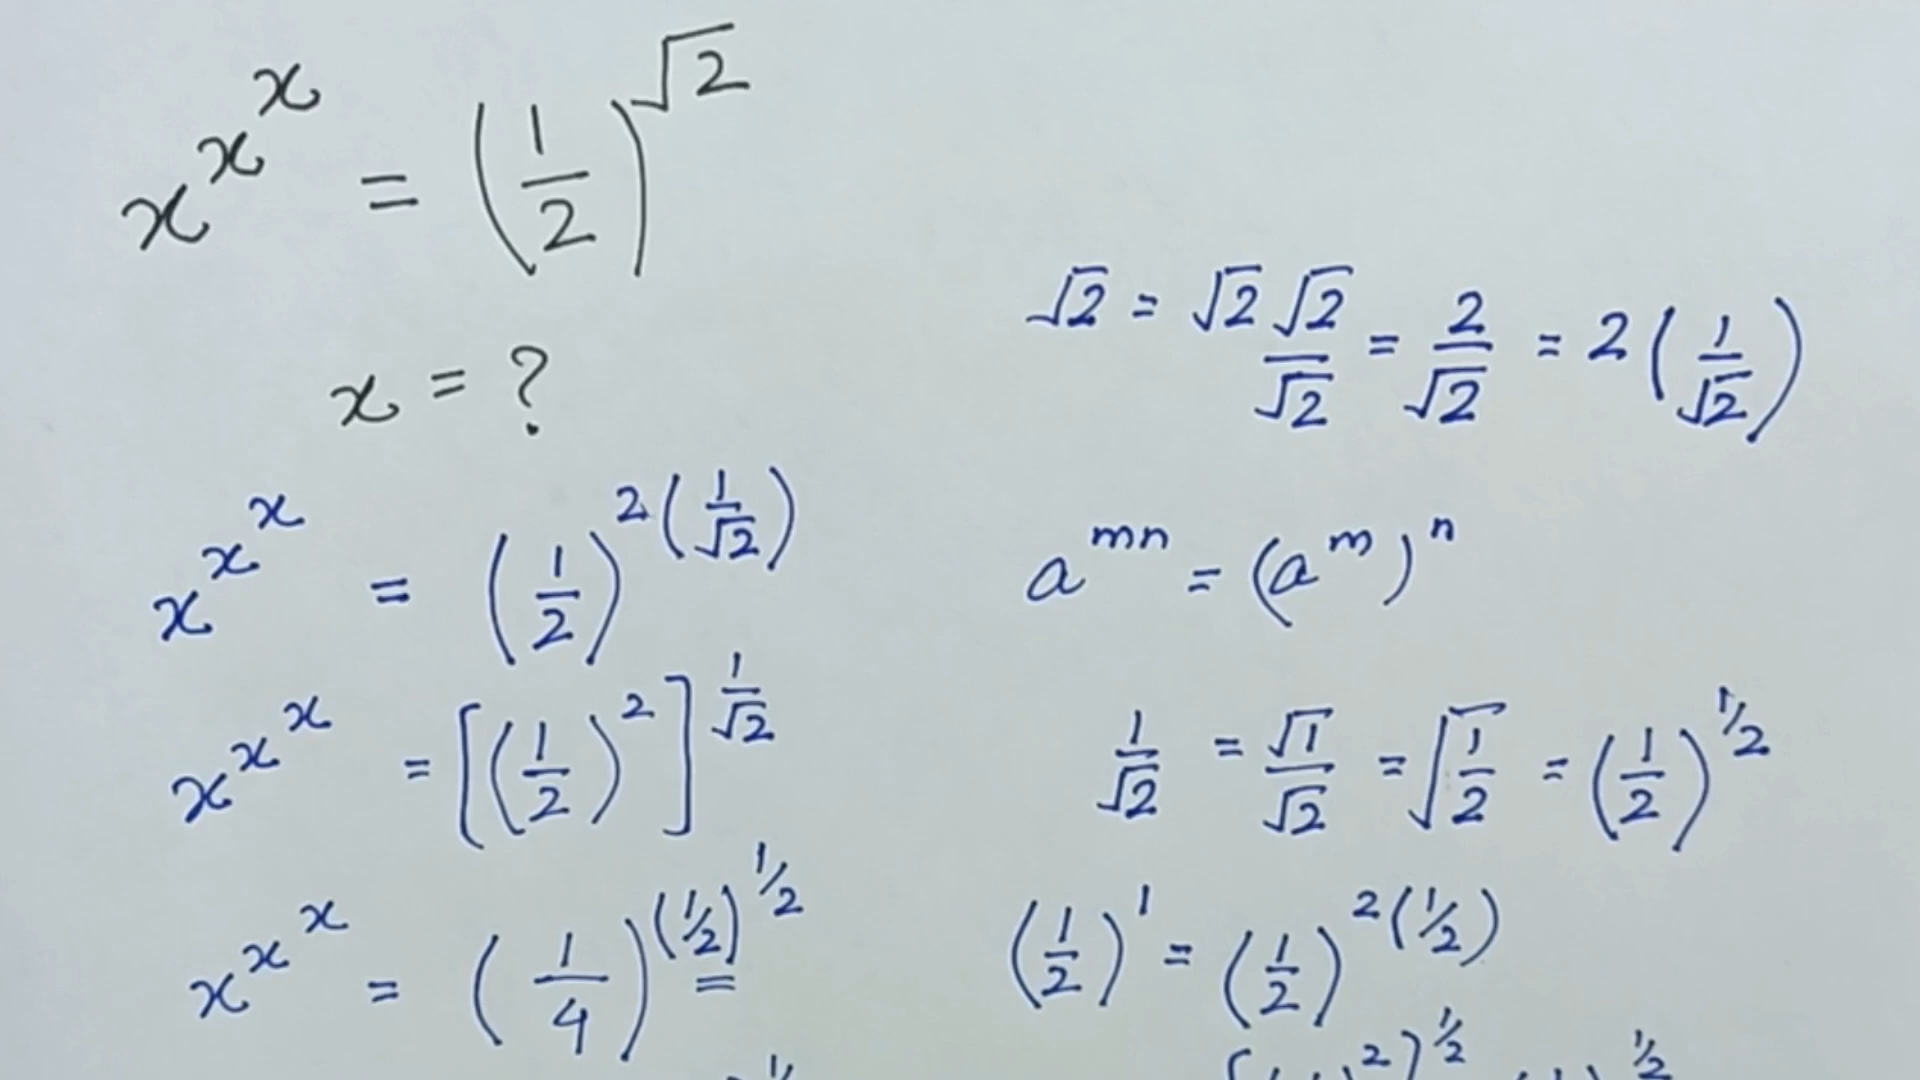 x^x^x = (1/2)^√2
x = ?
√2 = √2 √2/√2 = 2/√2 = 2(1/√2)
x^x^x = (1/2)^2(1/√2)
a^mn = (a^m)^n
x^x^x = [(1/2)^2]^1/√2
1/√2 = √1/√2 = √1/2 = (1/2)^1/2
x^x^x = (1/4)^(1/2)^1/2
(1/2)^1 = (1/2)^2(1/2)